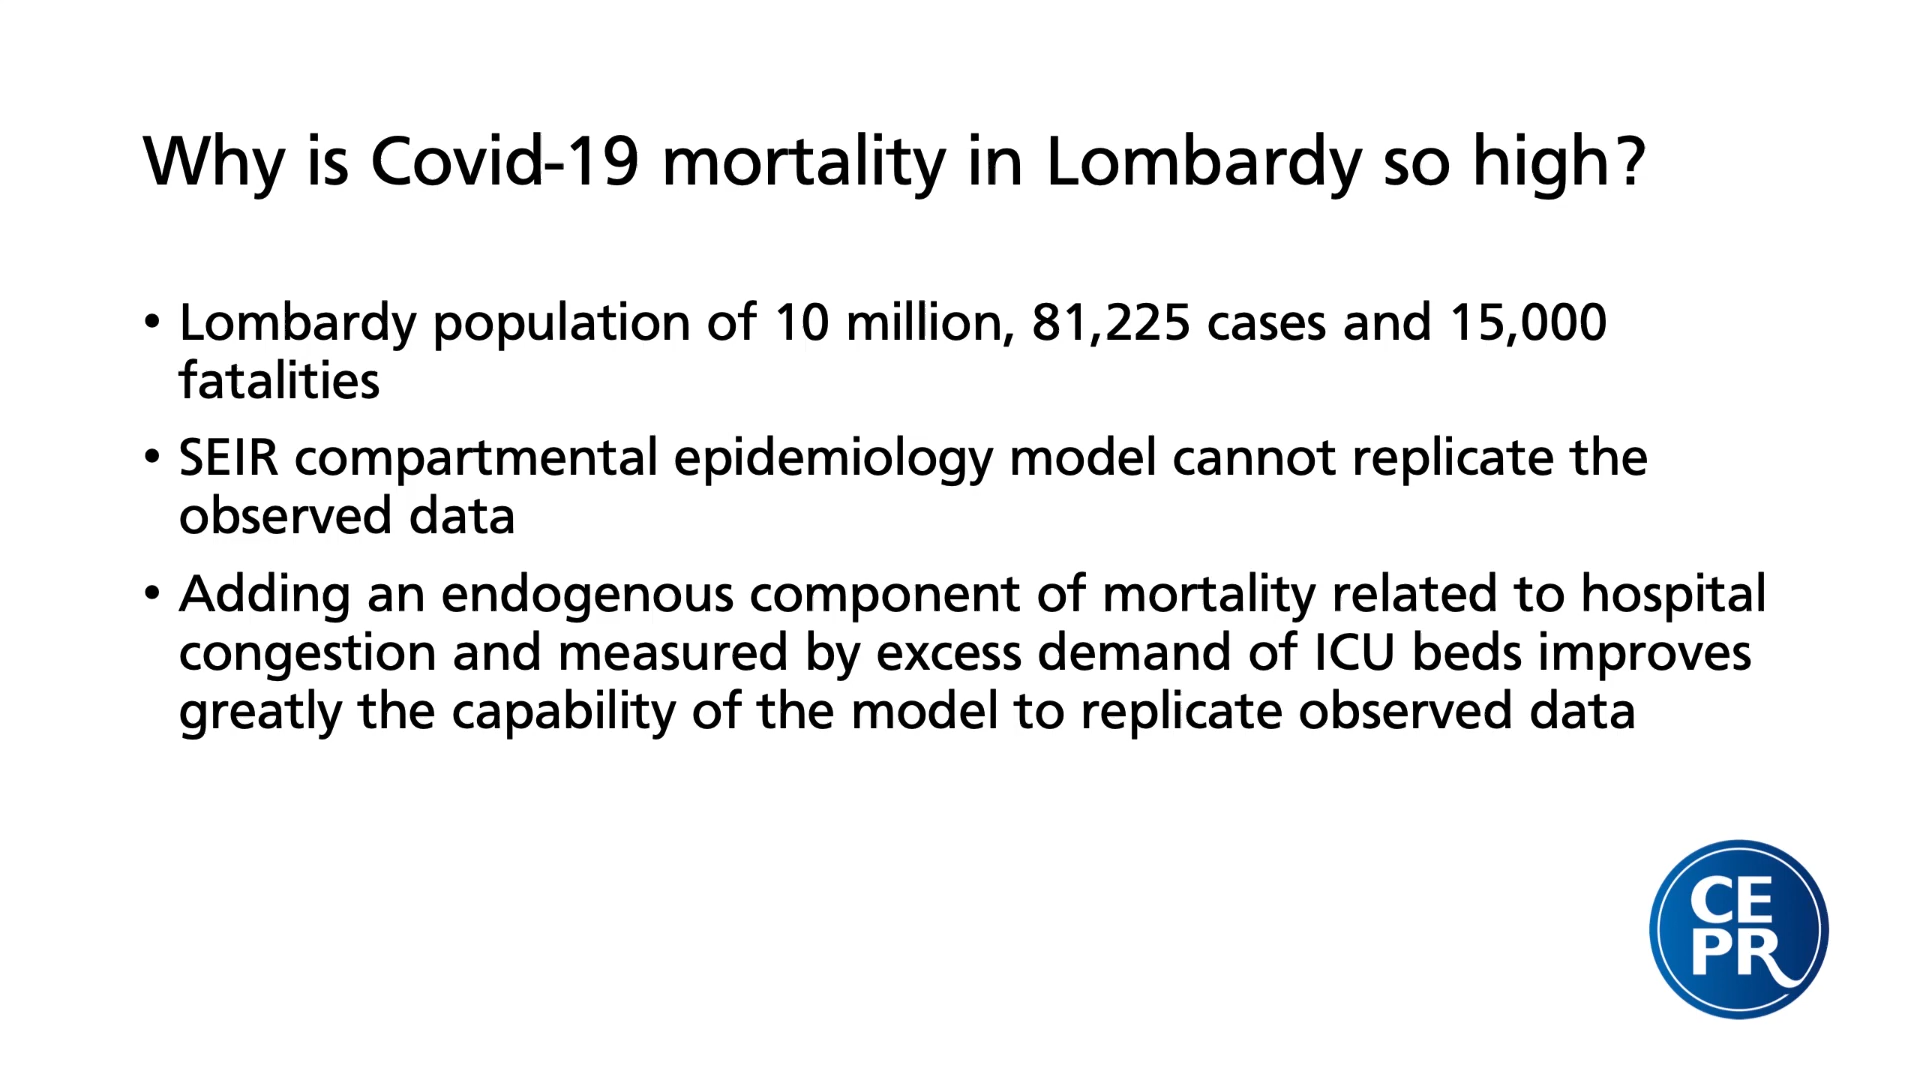 Why is Covid-19 mortality in Lombardy so high?
• Lombardy population of 10 million, 81,225 cases and 15,000
fatalities
• SEIR compartmental epidemiology model cannot replicate the
observed data
• Adding an endogenous component of mortality related to hospital
congestion and measured by excess demand of ICU beds improves
greatly the capability of the model to replicate observed data
CE
PR